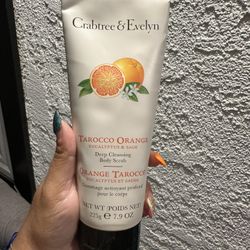 Crabtree & Evelyn
TAROCCO ORANGE
EUCALYPTUS & SAGE
Deep Cleansing
Body Scrub
ORANGE TAROCCO
EUCALYPTUS ET SAUGE
Gommage nettoyant profond
pour le corps
NET WT./POIDS NET
225g ℮ 7.9 OZ.